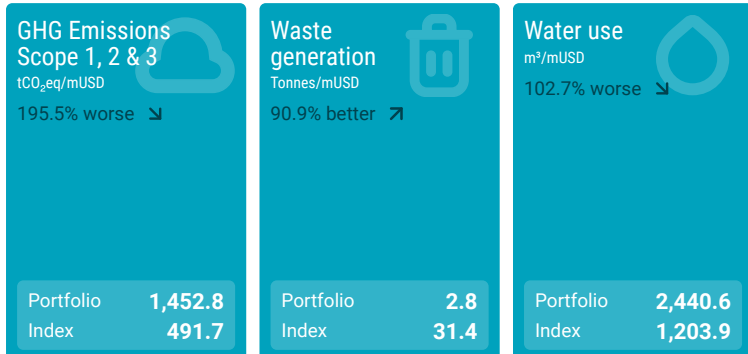 GHG Emissions
Scope 1, 2 & 3
tCO₂eq/mUSD
195.5% worse ↘
Portfolio 1,452.8
Index 491.7
Waste
generation
Tonnes/mUSD
90.9% better ↗
Portfolio 2.8
Index 31.4
Water use
m³/mUSD
102.7% worse ↘
Portfolio 2,440.6
Index 1,203.9